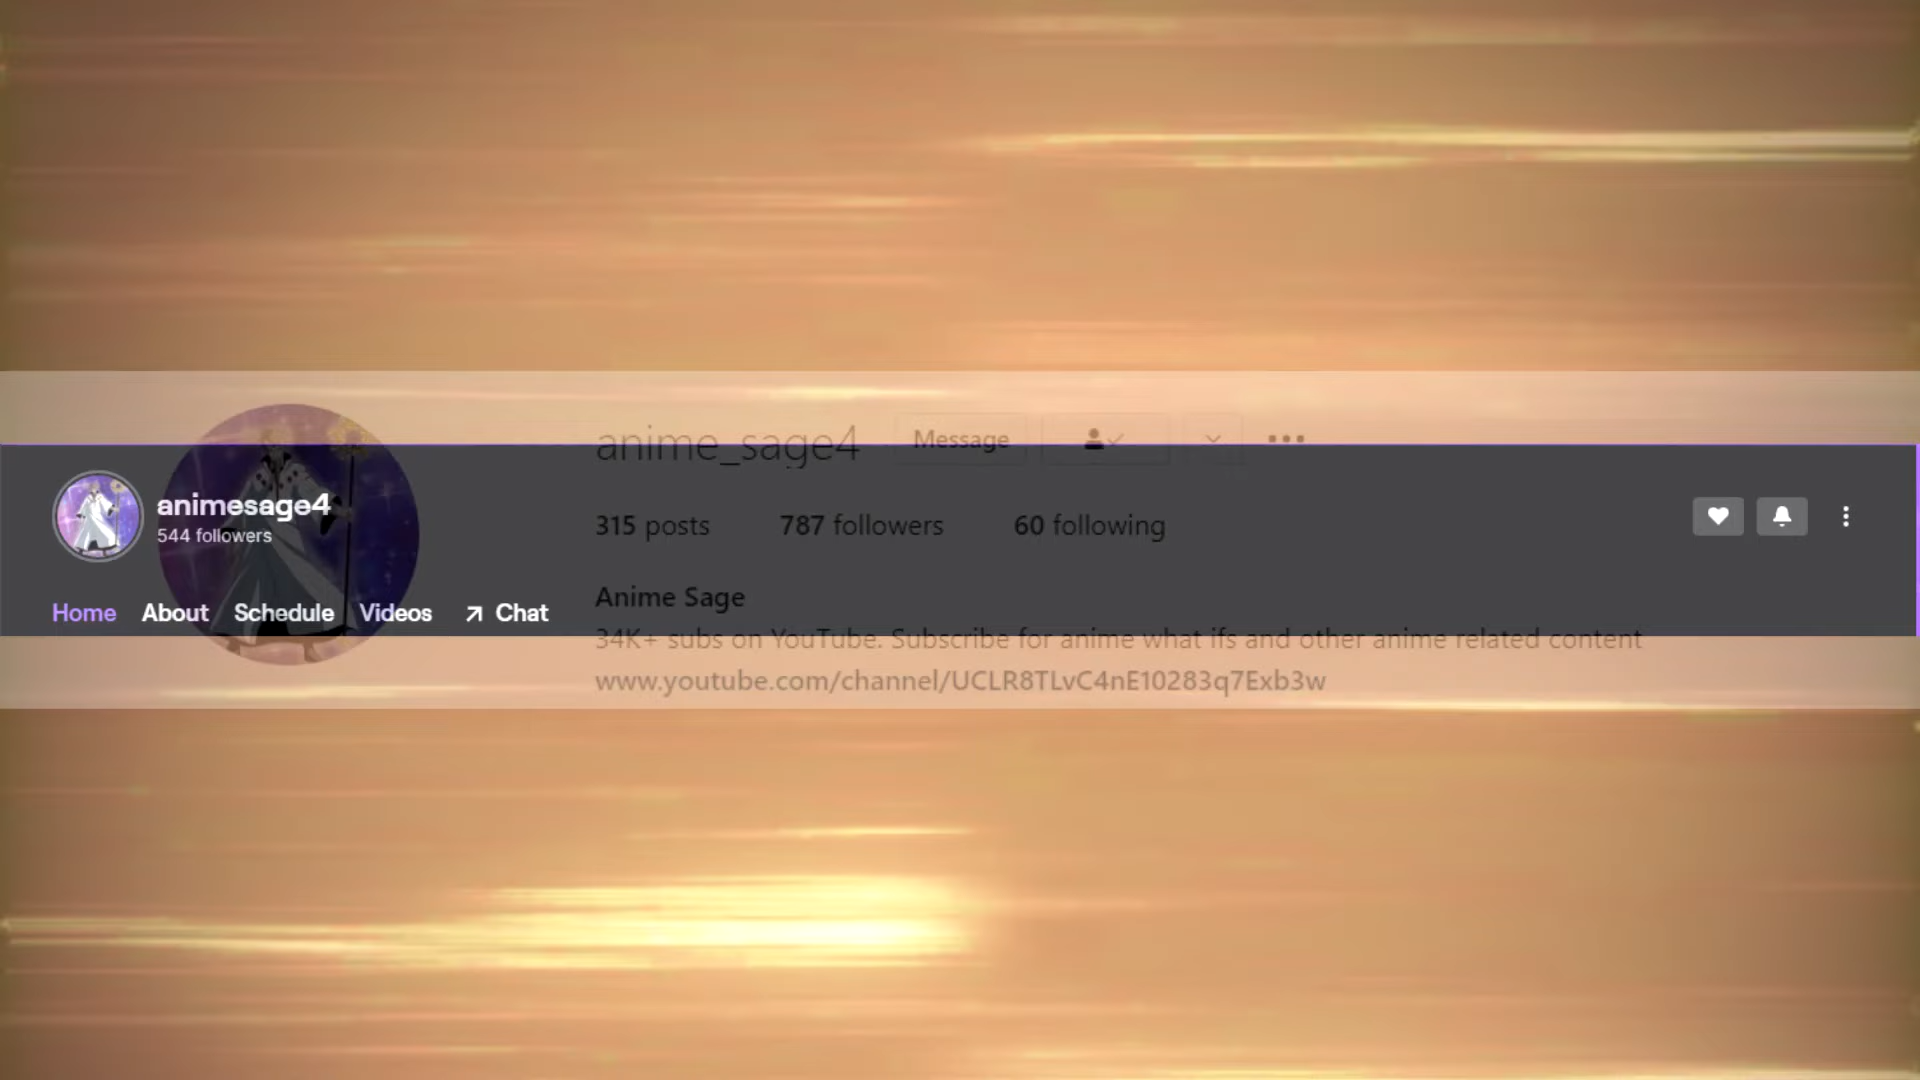 anime_sage4 Message
animesage4
544 followers
315 posts 787 followers 60 following
Anime Sage
Home About Schedule Videos Chat
34K+ subs on YouTube. Subscribe for anime what ifs and other anime related content
www.youtube.com/channel/UCLR8TLvC4nE10283q7Exb3w